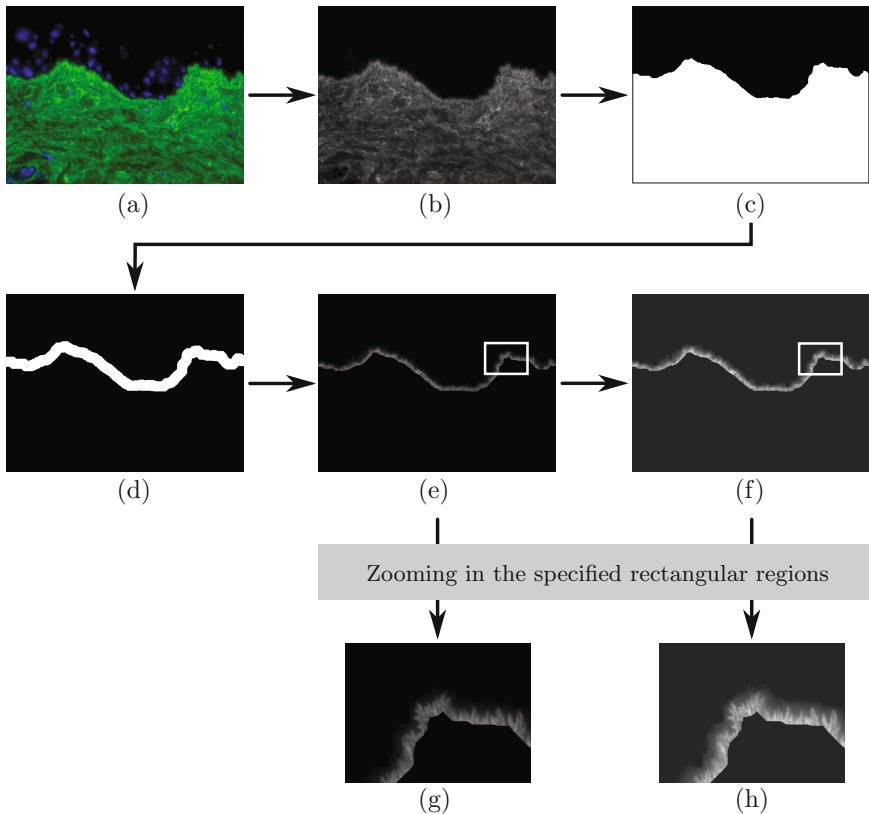 (a)
(b)
(c)
(d)
(e)
(f)
Zooming in the specified rectangular regions
(g)
(h)